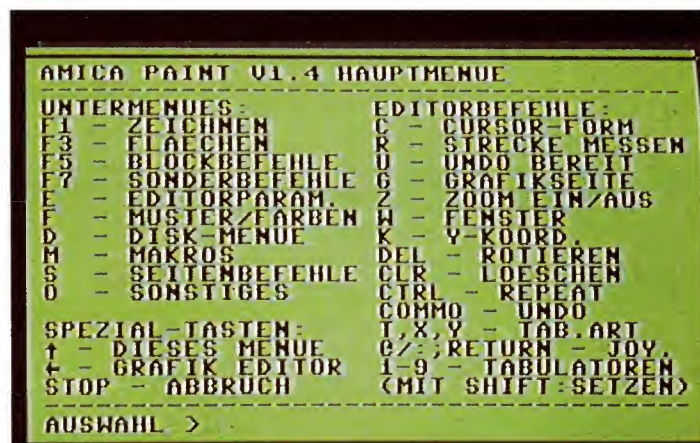 AMICA PAINT V1.4 HAUPTMENUE
UNTERMENUES:
F1 - ZEICHNEN
F3 - FLAECHEN
F5 - BLOCKBEFEHLE
F7 - SONDERBEFEHLE
E - EDITORPARAM.
F - MUSTER/FARBEN
D - DISK-MENUE
M - MAKROS
S - SEITENBEFEHLE
O - SONSTIGES
SPEZIAL-TASTEN:
↑ - DIESES MENUE
← - GRAFIK EDITOR
STOP - ABBRUCH
EDITORBEFEHLE:
C - CURSOR-FORM
R - STRECKE MESSEN
U - UNDO BEREIT
G - GRAFIKSEITE
Z - ZOOM EIN/AUS
W - FENSTER
K - Y-KOORD.
DEL - ROTIEREN
CLR - LOESCHEN
CTRL - REPEAT
COMMO - UNDO
T,X,Y - TAB.ART
@/:;RETURN - JOY.
1-9 - TABULATOREN
(MIT SHIFT:SETZEN)
AUSWAHL >